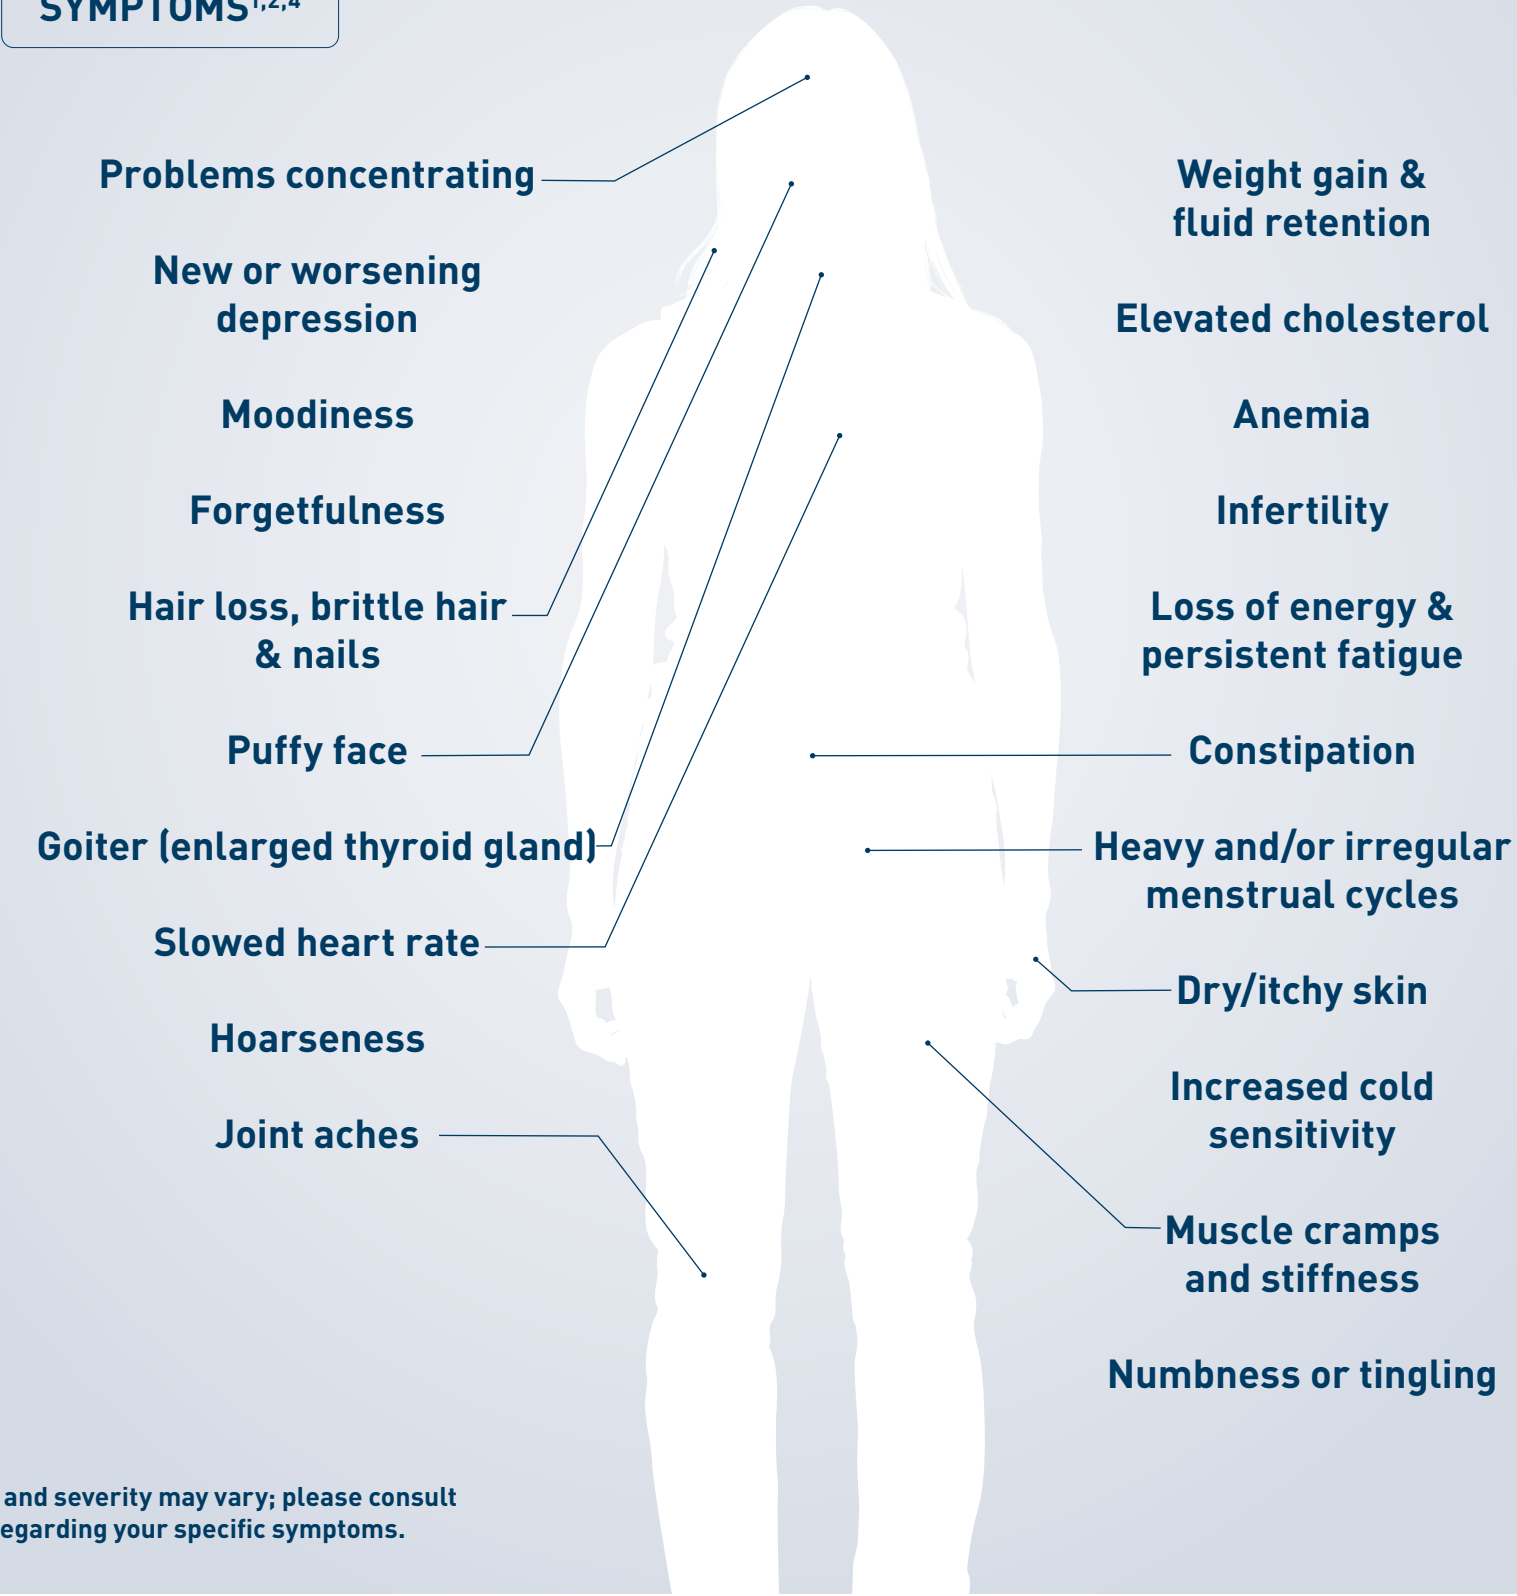 SYMPTOMS1,2,4
Problems concentrating
New or worsening
depression
Moodiness
Forgetfulness
Hair loss, brittle hair
& nails
Puffy face
Goiter (enlarged thyroid gland)
Slowed heart rate
Hoarseness
Joint aches
Weight gain &
fluid retention
Elevated cholesterol
Anemia
Infertility
Loss of energy &
persistent fatigue
Constipation
Heavy and/or irregular
menstrual cycles
Dry/itchy skin
Increased cold
sensitivity
Muscle cramps
and stiffness
Numbness or tingling
and severity may vary; please consult
egarding your specific symptoms.